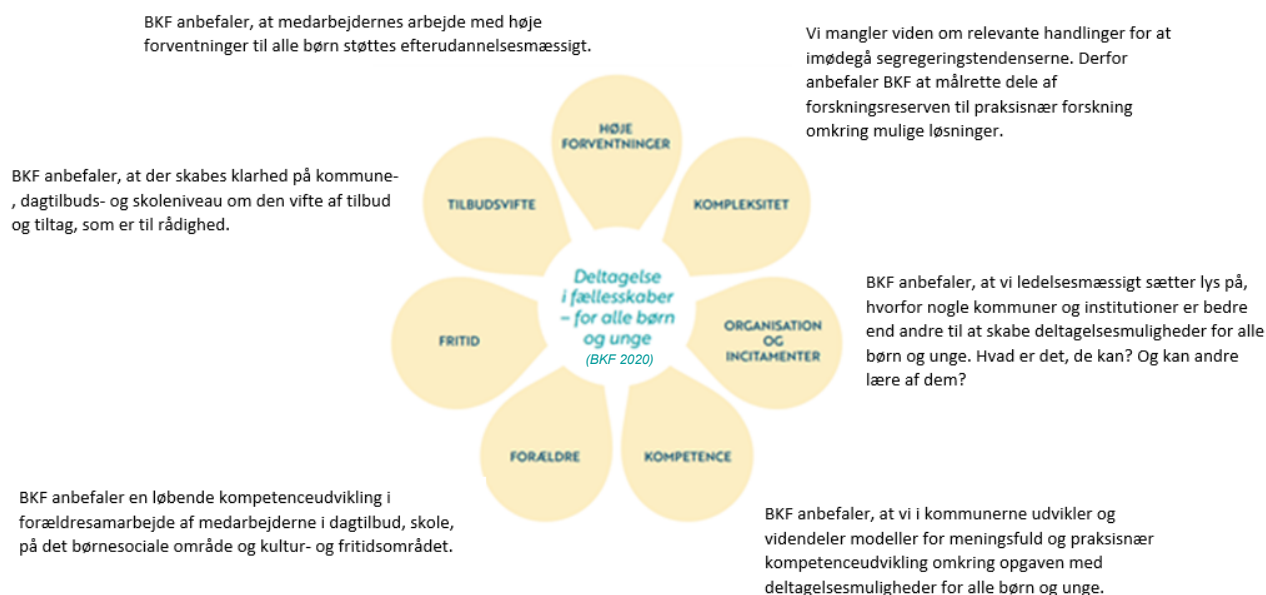 BKF anbefaler, at medarbejdernes arbejde med høje
forventninger til alle børn støttes efterudannelsesmæssigt.
Vi mangler viden om relevante handlinger for at
imødegå segregeringstendenserne. Derfor
anbefaler BKF at målrette dele af
forskningsreserven til praksisnær forskning
omkring mulige løsninger.
HØJE
FORVENTNINGER
BKF anbefaler, at der skabes klarhed på kommune-
, dagtilbuds- og skoleniveau om den vifte af tilbud
og tiltag, som er til rådighed.
TILBUDSVIFTE
KOMPLEKSITET
Deltagelse
i fællesskaber
– for alle børn
og unge
(BKF 2020)
BKF anbefaler, at vi ledelsesmæssigt sætter lys på,
hvorfor nogle kommuner og institutioner er bedre
end andre til at skabe deltagelsesmuligheder for alle
børn og unge. Hvad er det, de kan? Og kan andre
lære af dem?
FRITID
ORGANISATION
OG
INCITAMENTER
FORÆLDRE
KOMPETENCE
BKF anbefaler en løbende kompetenceudvikling i
forældresamarbejde af medarbejderne i dagtilbud, skole,
på det børnesociale område og kultur- og fritidsområdet.
BKF anbefaler, at vi i kommunerne udvikler og
videndeler modeller for meningsfuld og praksisnær
kompetenceudvikling omkring opgaven med
deltagelsesmuligheder for alle børn og unge.